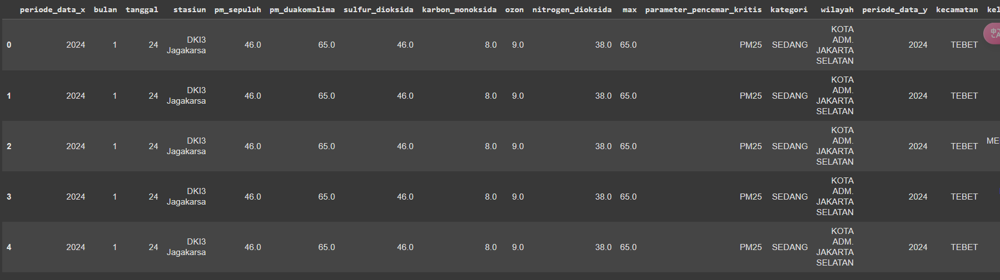 periode_data_x bulan tanggal stasiun pm_sepuluh pm_duakomalima sulfur_dioksida karbon_monoksida ozon nitrogen_dioksida max parameter_pencemar_kritis kategori wilayah periode_data_y kecamatan
0 2024 1 24 DKI3 Jagakarsa 46.0 65.0 46.0 8.0 9.0 38.0 65.0 PM25 SEDANG KOTA ADM. JAKARTA SELATAN 2024 TEBET
1 2024 1 24 DKI3 Jagakarsa 46.0 65.0 46.0 8.0 9.0 38.0 65.0 PM25 SEDANG KOTA ADM. JAKARTA SELATAN 2024 TEBET
2 2024 1 24 DKI3 Jagakarsa 46.0 65.0 46.0 8.0 9.0 38.0 65.0 PM25 SEDANG KOTA ADM. JAKARTA SELATAN 2024 TEBET
3 2024 1 24 DKI3 Jagakarsa 46.0 65.0 46.0 8.0 9.0 38.0 65.0 PM25 SEDANG KOTA ADM. JAKARTA SELATAN 2024 TEBET
4 2024 1 24 DKI3 Jagakarsa 46.0 65.0 46.0 8.0 9.0 38.0 65.0 PM25 SEDANG KOTA ADM. JAKARTA SELATAN 2024 TEBET